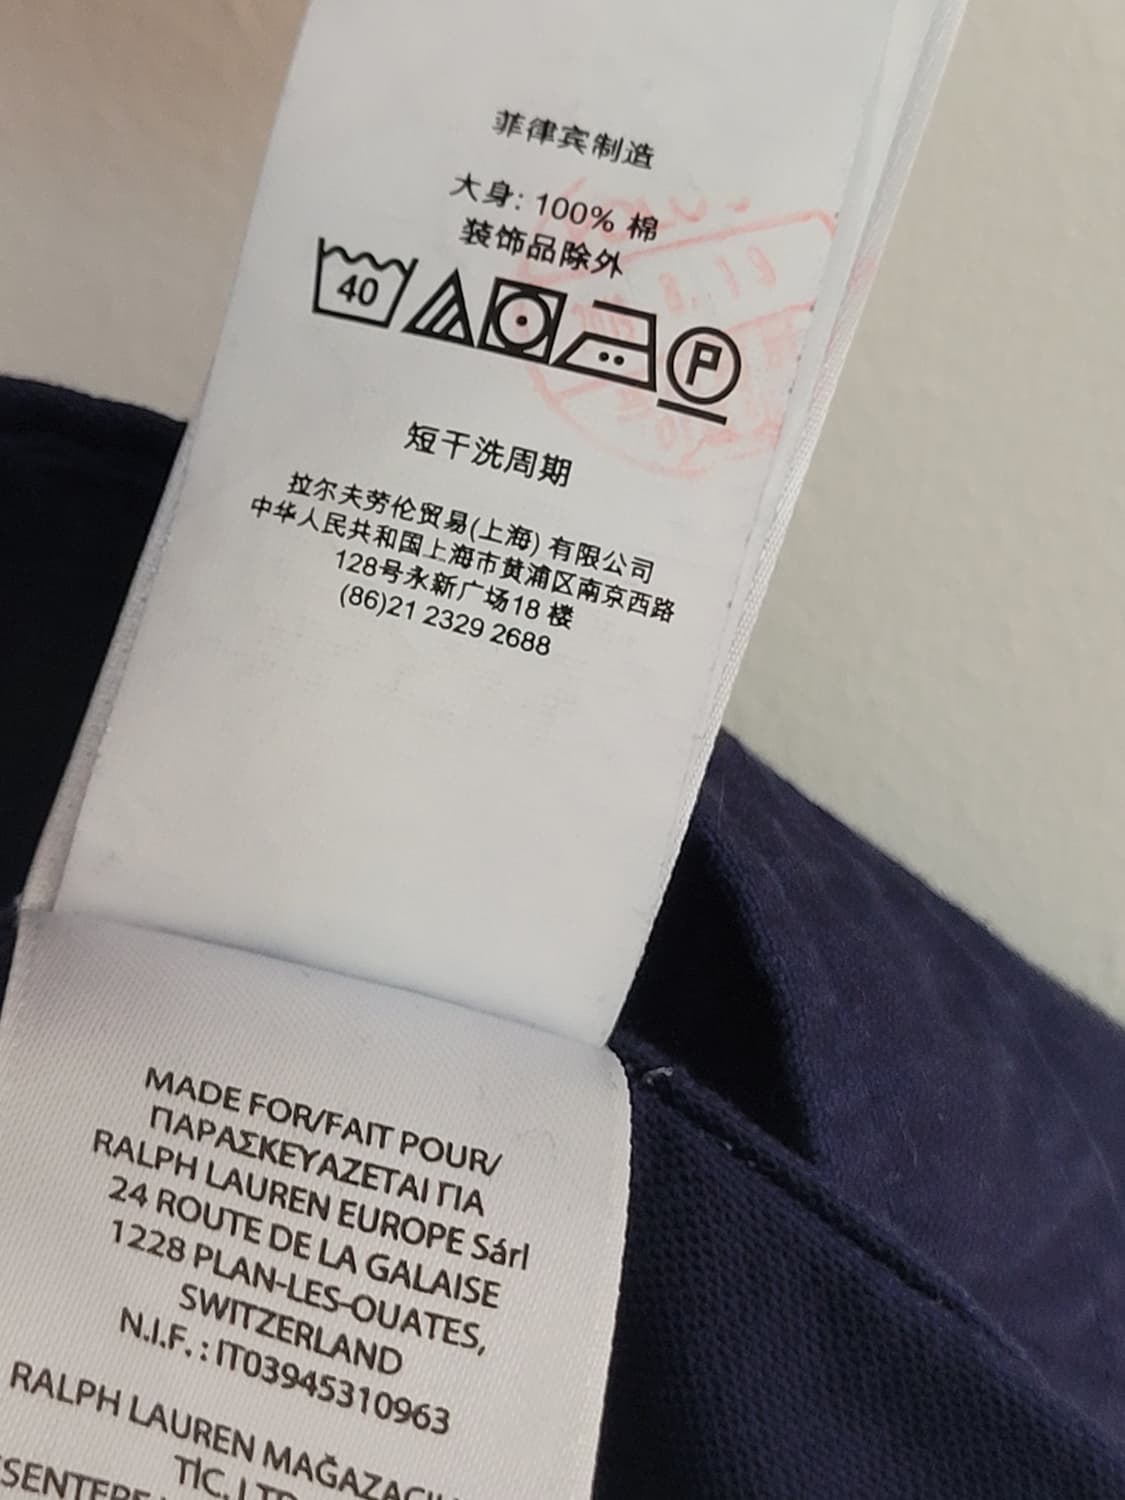 菲律宾制造
大身: 100% 棉
装饰品除外
40
P
短干洗周期
拉尔夫劳伦贸易(上海) 有限公司
中华人民共和国上海市黄浦区南京西路
128号永新广场18 楼
(86)21 2329 2688
MADE FOR/FAIT POUR/
ΠΑΡΑΣΚΕΥΑΖΕΤΑΙ ΓΙΑ
RALPH LAUREN EUROPE Sárl
24 ROUTE DE LA GALAISE
1228 PLAN-LES-OUATES,
SWITZERLAND
N.I.F. : IT03945310963
RALPH LAUREN
TİC.